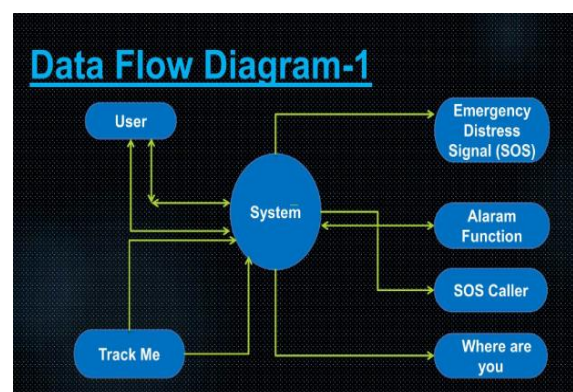 Data Flow Diagram-1
User
Emergency
Distress
Signal (SOS)
System
Alaram
Function
SOS Caller
Track Me
Where are
you